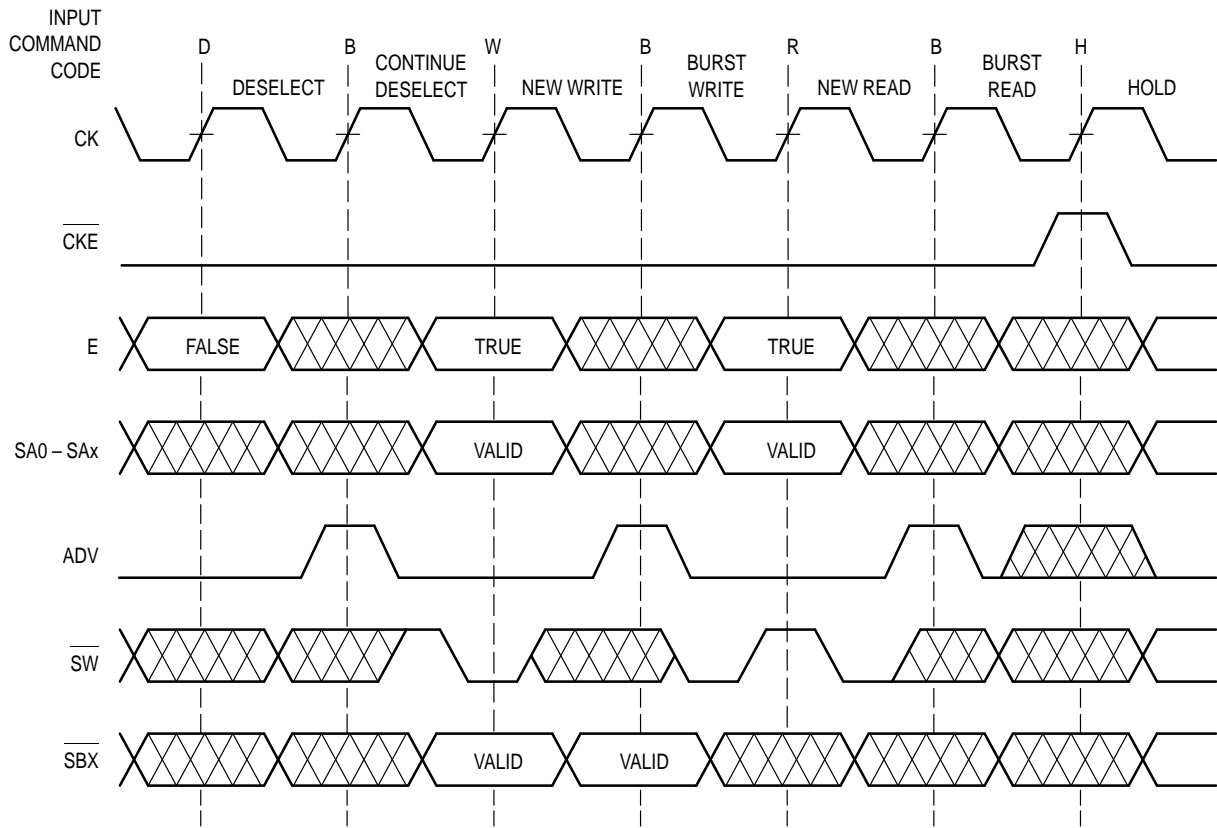 INPUT
COMMAND
CODE
D B W B R B H
DESELECT
CONTINUE
DESELECT
NEW WRITE
BURST
WRITE
NEW READ
BURST
READ
HOLD
CK
CKE
E FALSE TRUE TRUE
SA0 – SAx VALID VALID
ADV
SW
SBX VALID VALID